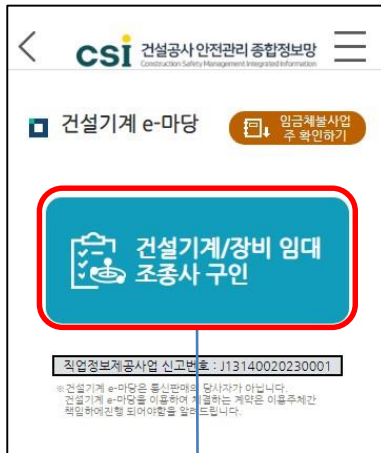 CSI 건설공사 안전관리 종합정보망
Construction Safety Management Integrated Information
건설기계 e-마당
임금체불사업
주 확인하기
건설기계/장비 임대
조종사 구인
직업정보제공사업 신고번호 : J13140020230001
※건설기계 e-마당은 통신판매의 당사자가 아닙니다.
건설기계 e-마당을 이용하여 체결하는 계약은 이용주체간
책임하에진행 되어야함을 알려드립니다.